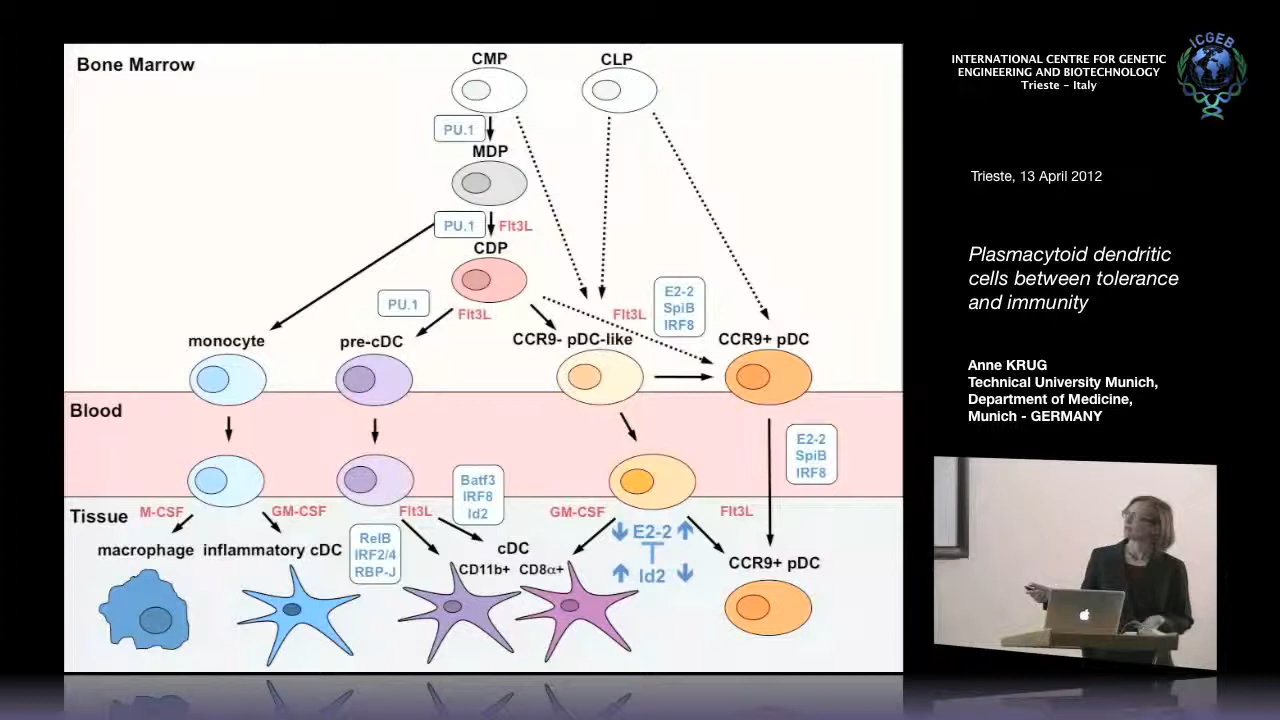 Bone Marrow
CMP
CLP
PU.1
MDP
PU.1
Flt3L
CDP
PU.1
Flt3L
Flt3L
E2-2
SpiB
IRF8
monocyte
pre-cDC
CCR9- pDC-like
CCR9+ pDC
Blood
E2-2
SpiB
IRF8
Batf3
IRF8
Id2
Tissue
M-CSF
GM-CSF
Flt3L
GM-CSF
Flt3L
macrophage
inflammatory cDC
RelB
IRF2/4
RBP-J
cDC
CD11b+
CD8α+
E2-2
Id2
CCR9+ pDC
INTERNATIONAL CENTRE FOR GENETIC
ENGINEERING AND BIOTECHNOLOGY
Trieste - Italy
ICGEB
Trieste, 13 April 2012
Plasmacytoid dendritic
cells between tolerance
and immunity
Anne KRUG
Technical University Munich,
Department of Medicine,
Munich - GERMANY